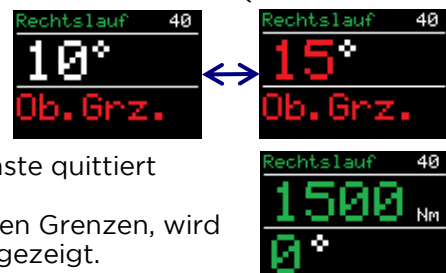 Rechtslauf 40
10°
Ob.Grz.
Rechtslauf 40
15°
Ob.Grz.
quittiert
en Grenzen, wird
gezeigt.
Rechtslauf 40
1500 Nm
0°